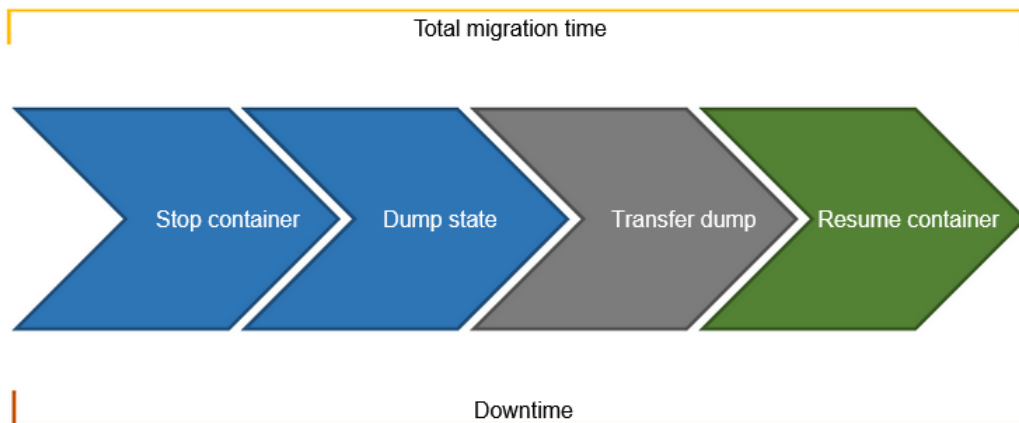 Total migration time
Stop container
Dump state
Transfer dump
Resume container
Downtime